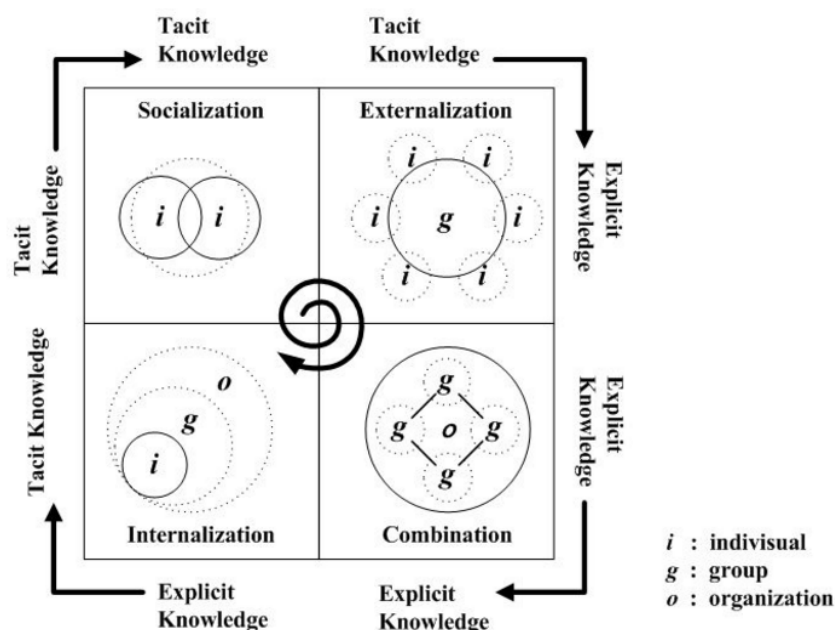 Tacit
Knowledge
Tacit
Knowledge
Socialization
Externalization
i
i
i
i
i
g
i
i
i
Tacit
Knowledge
Explicit
Knowledge
Tacit Knowledge
o
g
i
g
g
o
g
g
Explicit
Knowledge
Internalization
Combination
Explicit
Knowledge
Explicit
Knowledge
i : indivisual
g : group
o : organization